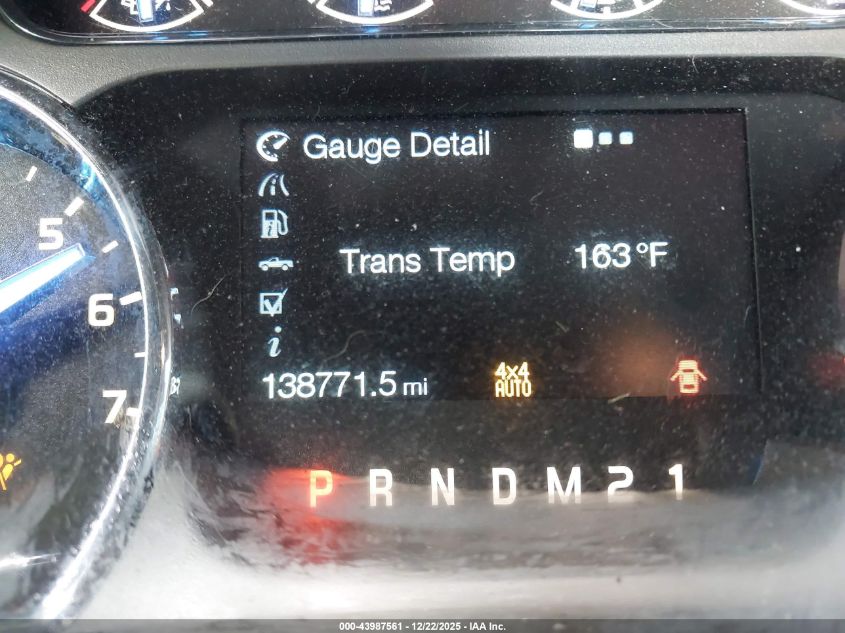 Gauge Detail
5
Trans Temp 163°F
6
i
138771.5 mi 4x4 AUTO
7
P R N D M 2 1
000-43987561 - 12/22/2025 - IAA Inc.